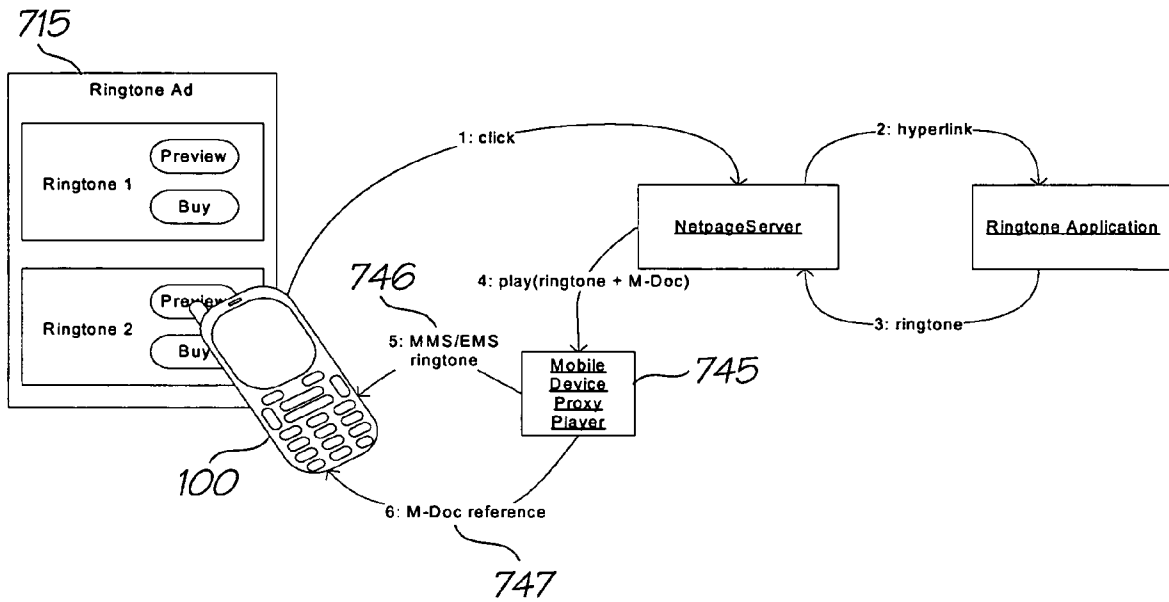 715
Ringtone Ad
Ringtone 1
Preview
Buy
Ringtone 2
Preview
Buy
100
1: click
2: hyperlink
NetpageServer
Ringtone Application
3: ringtone
4: play(ringtone + M-Doc)
746
5: MMS/EMS
ringtone
Mobile
Device
Proxy
Player
745
6: M-Doc reference
747